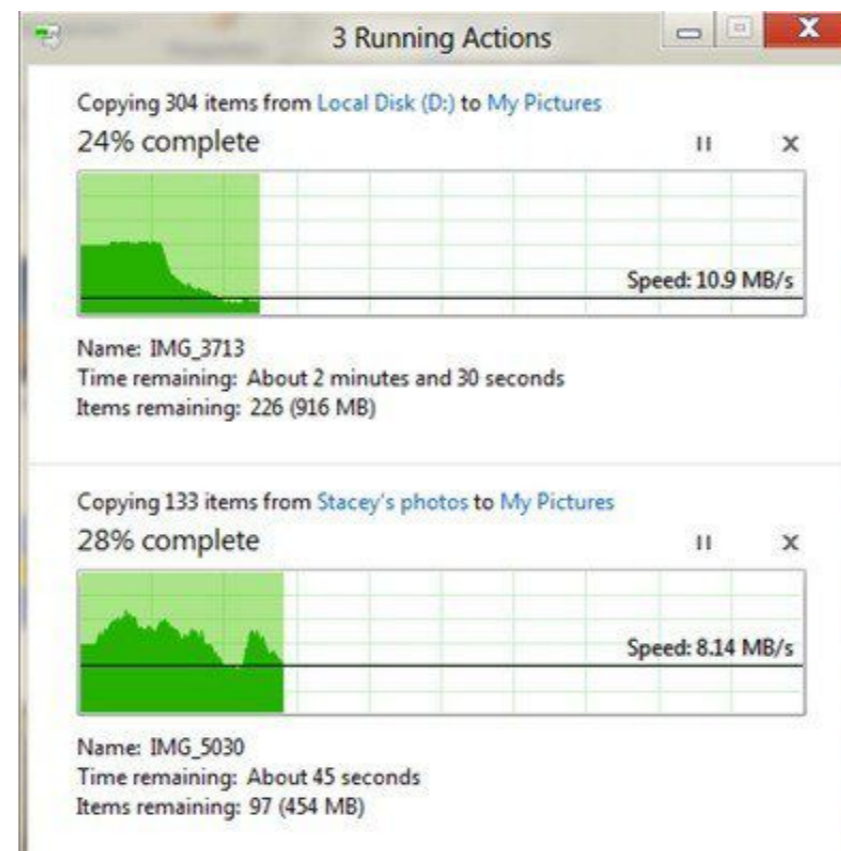 3 Running Actions
Copying 304 items from Local Disk (D:) to My Pictures
24% complete
Speed: 10.9 MB/s
Name: IMG_3713
Time remaining: About 2 minutes and 30 seconds
Items remaining: 226 (916 MB)
Copying 133 items from Stacey's photos to My Pictures
28% complete
Speed: 8.14 MB/s
Name: IMG_5030
Time remaining: About 45 seconds
Items remaining: 97 (454 MB)